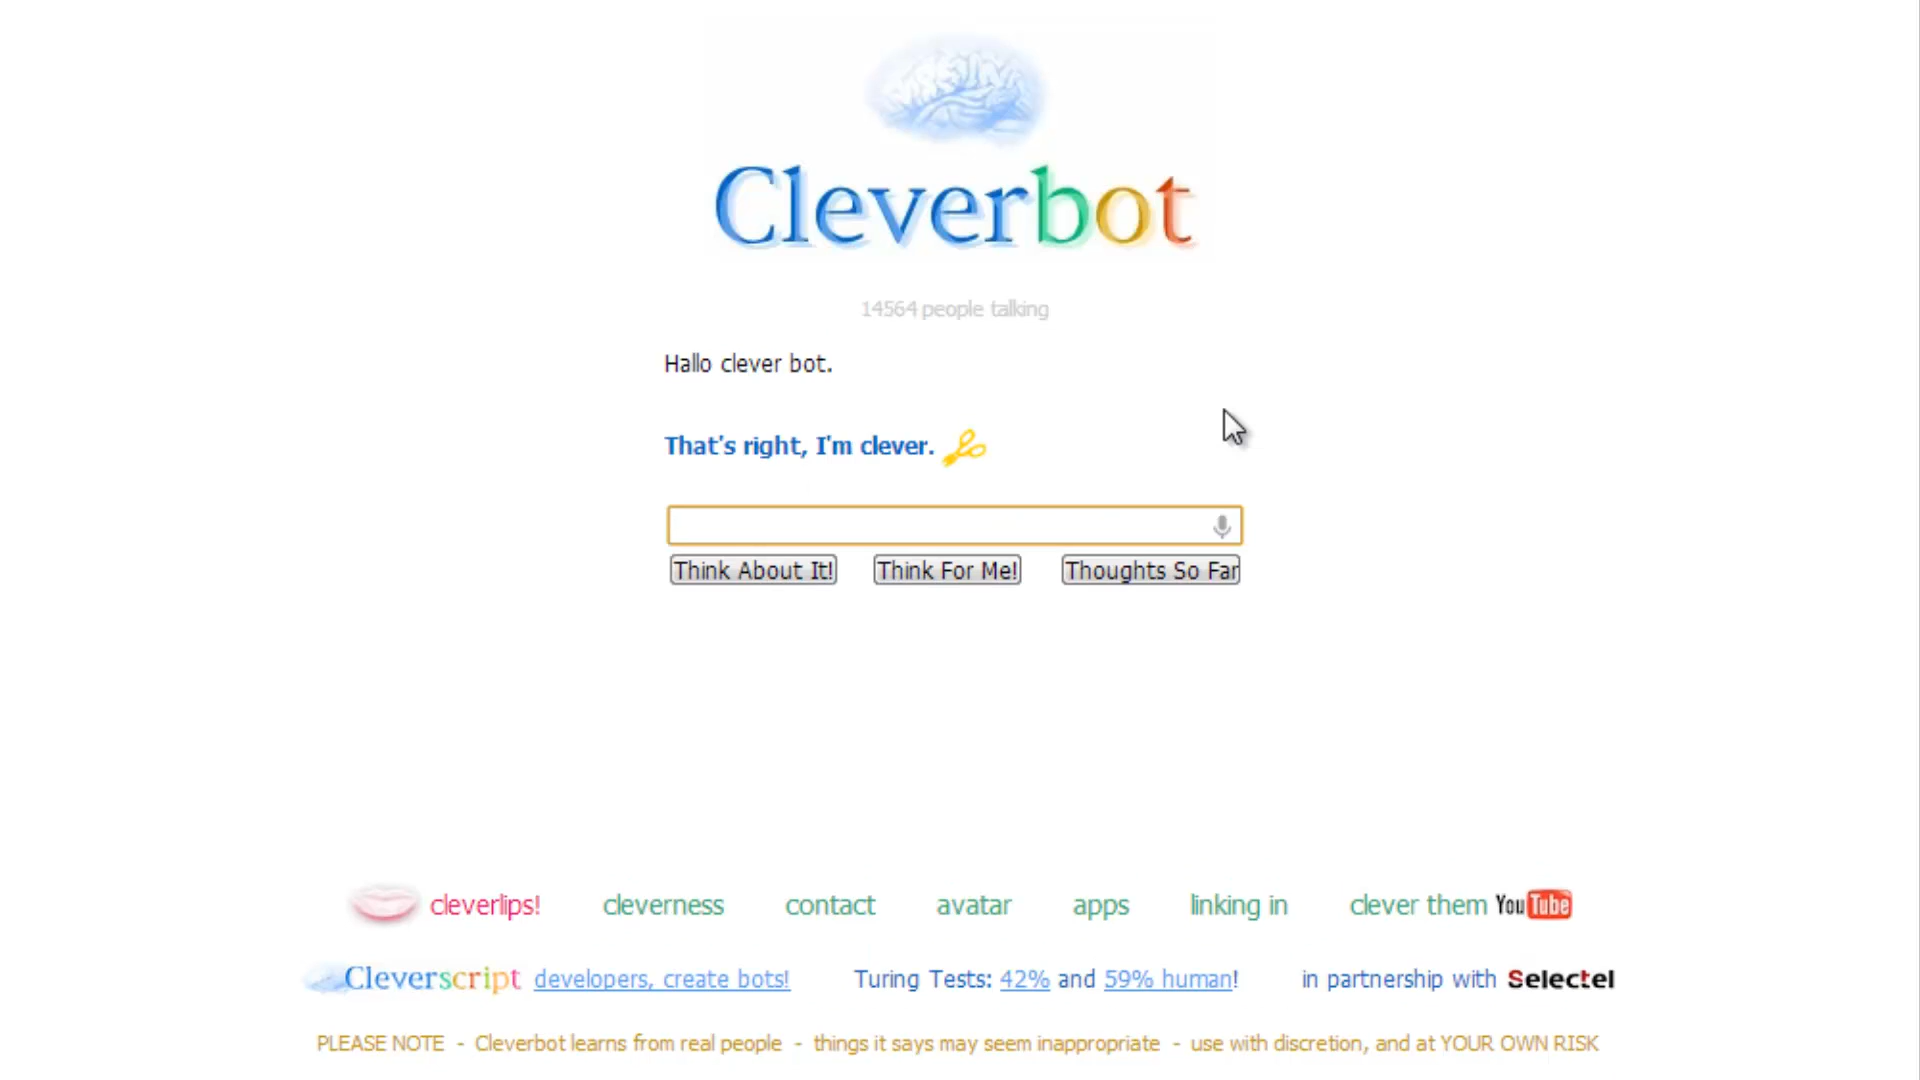 Cleverbot
14564 people talking
Hallo clever bot.
That's right, I'm clever.
Think About It! Think For Me! Thoughts So Far
cleverlips! cleverness contact avatar apps linking in clever them YouTube
Cleverscript developers, create bots! Turing Tests: 42% and 59% human! in partnership with Selectel
PLEASE NOTE - Cleverbot learns from real people - things it says may seem inappropriate - use with discretion, and at YOUR OWN RISK